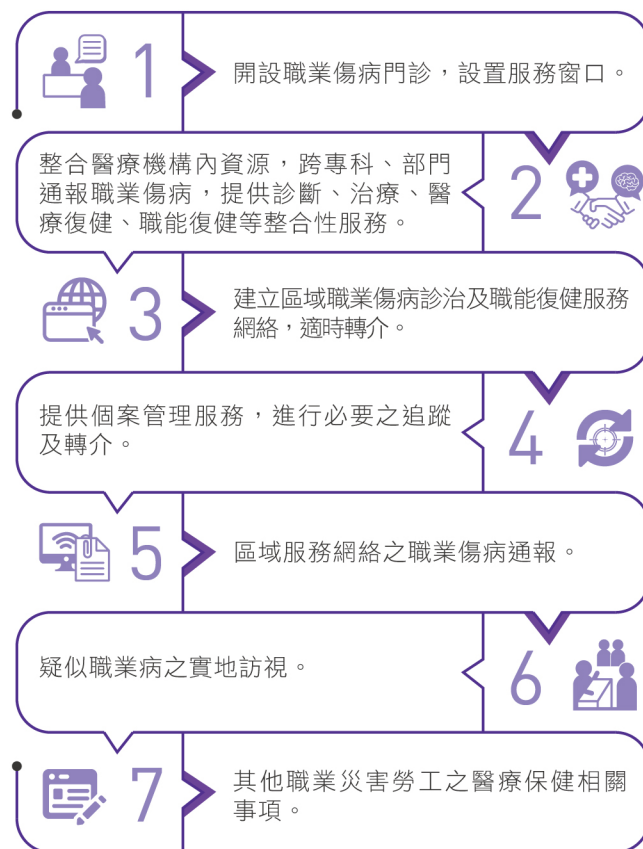 1
開設職業傷病門診，設置服務窗口。
整合醫療機構內資源，跨專科、部門
通報職業傷病，提供診斷、治療、醫
療復健、職能復健等整合性服務。
2
3
建立區域職業傷病診治及職能復健服務
網絡，適時轉介。
提供個案管理服務，進行必要之追蹤
及轉介。
4
5
區域服務網絡之職業傷病通報。
疑似職業病之實地訪視。
6
7
其他職業災害勞工之醫療保健相關
事項。